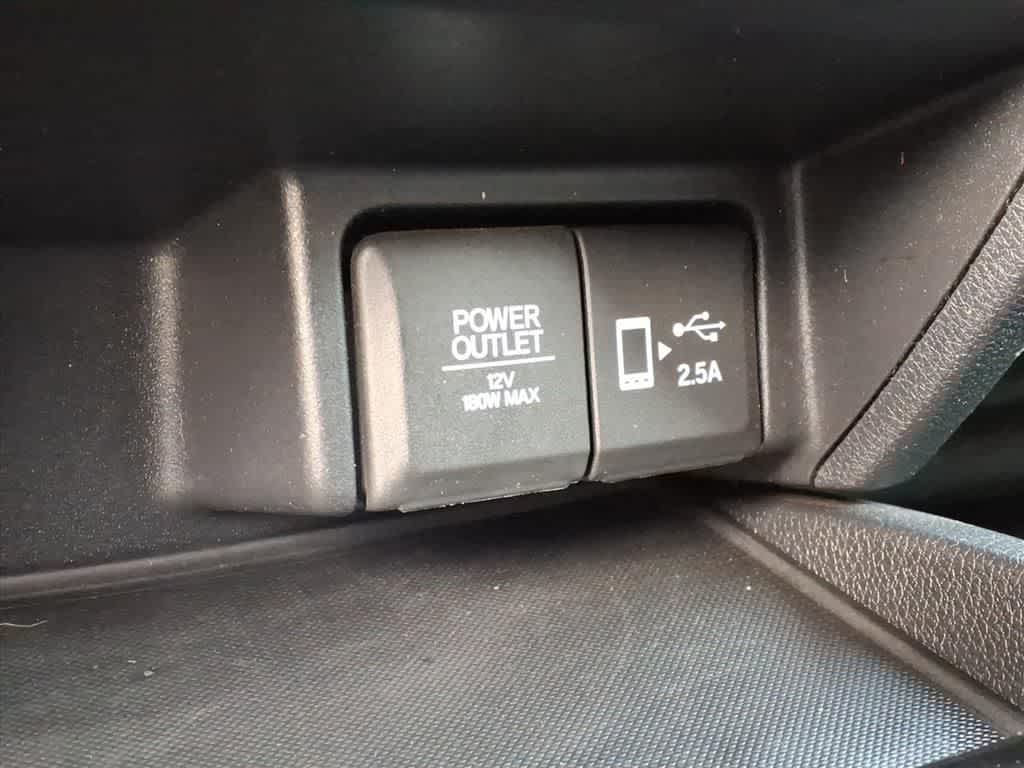 POWER
OUTLET
12V
180W MAX
2.5A